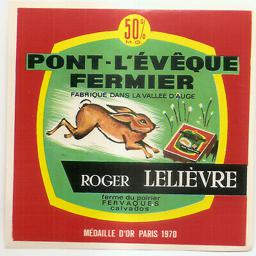 50%
M.G.
PONT-L'ÉVÊQUE
FERMIER
FABRIQUÉ DANS LA VALLÉE D'AUGE
ROGER LELIÈVRE
ferme du poirier
FERVAQUES
calvados
MÉDAILLE D'OR PARIS 1970